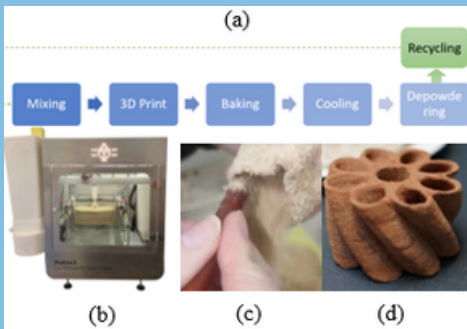 (a)
Recycling
Mixing
3D Print
Baking
Cooling
Depowde
ring
(b)
(c)
(d)